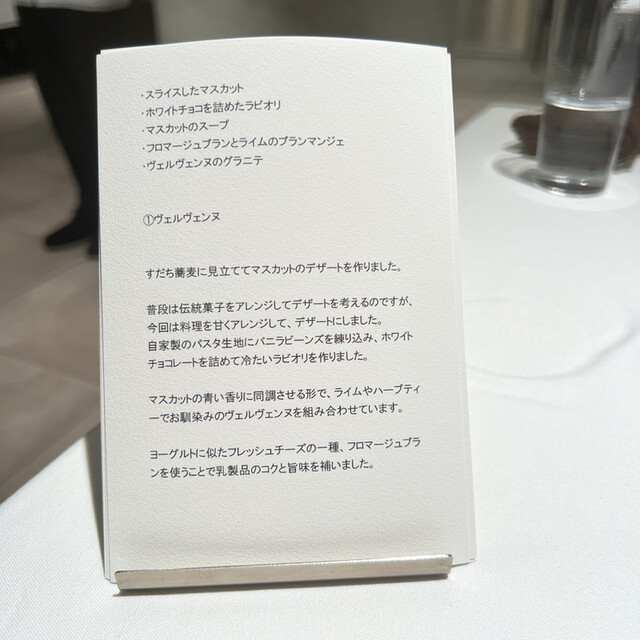 ・スライスしたマスカット
・ホワイトチョコを詰めたラビオリ
・マスカットのスープ
・フロマージュブランとライムのブランマンジェ
・ヴェルヴェンヌのグラニテ
①ヴェルヴェンヌ
すだち蕎麦に見立ててマスカットのデザートを作りました。
普段は伝統菓子をアレンジしてデザートを考えるのですが、
今回は料理を甘くアレンジして、デザートにしました。
自家製のパスタ生地にバニラビーンズを練り込み、ホワイト
チョコレートを詰めて冷たいラビオリを作りました。
マスカットの青い香りに同調させる形で、ライムやハーブティ
ーでお馴染みのヴェルヴェンヌを組み合わせています。
ヨーグルトに似たフレッシュチーズの一種、フロマージュブラ
ンを使うことで乳製品のコクと旨味を補いました。